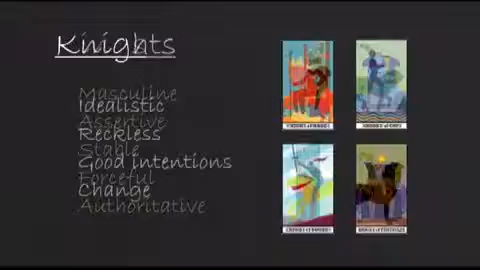 Knights
Masculine
Idealistic
Assertive
Reckless
Stable
Good intentions
Forceful
Change
Authoritative